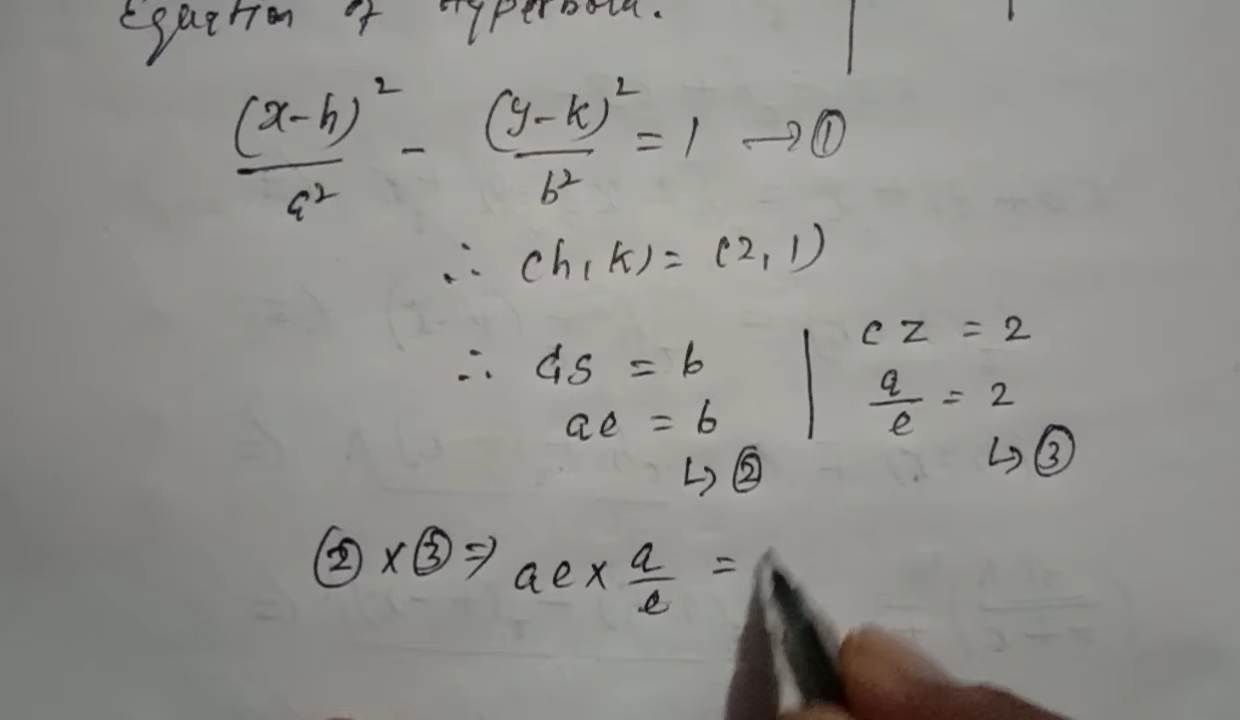 Equation of Hyperbola.
(x-h)² / a² - (y-k)² / b² = 1 → ①
∴ (h, k) = (2, 1)
∴ CS = 6 | CZ = 2
ae = 6 | a/e = 2
↳ ② ↳ ③
② × ③ ⇒ ae × a/e =